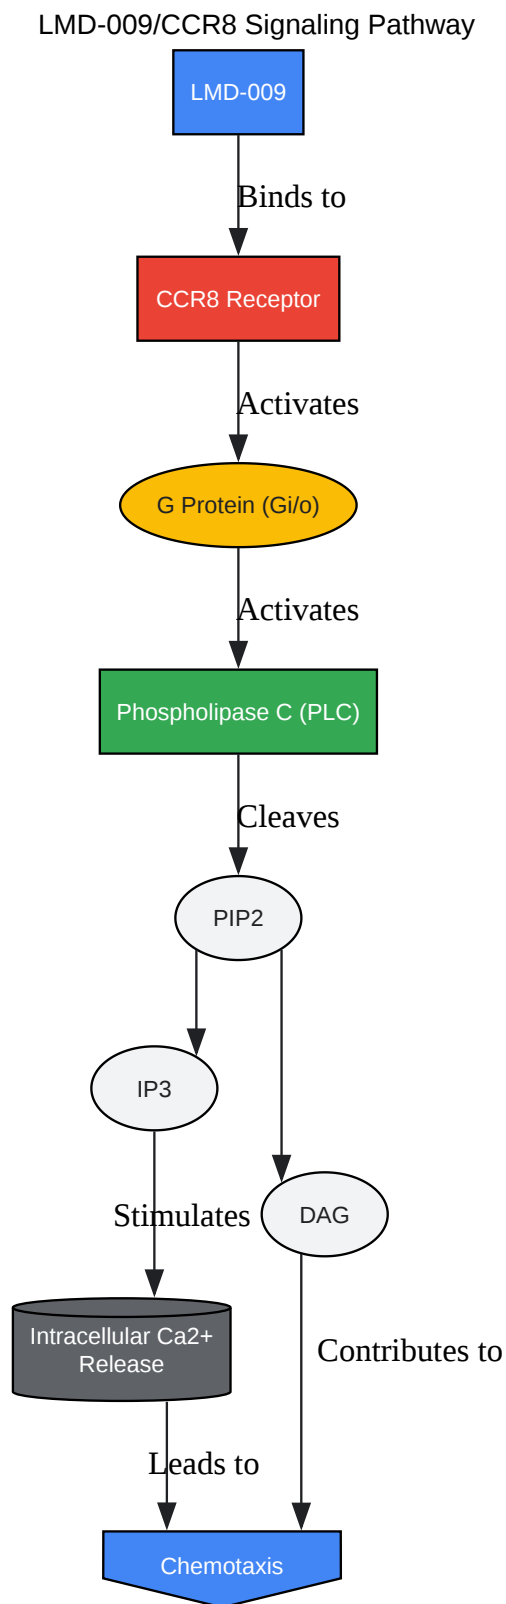 LMD-009/CCR8 Signaling Pathway
LMD-009
Binds to
CCR8 Receptor
Activates
G Protein (Gi/o)
Activates
Phospholipase C (PLC)
Cleaves
PIP2
IP3
Stimulates
DAG
Intracellular Ca2+
Release
Contributes to
Leads to
Chemotaxis